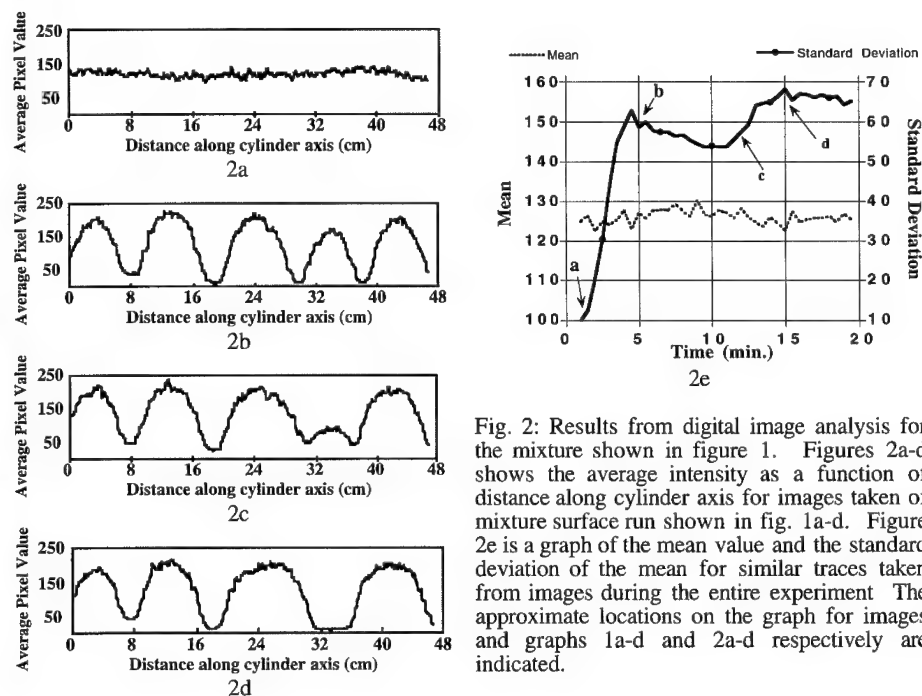 250
150
50
Average Pixel Value
0 8 16 24 32 40 48
Distance along cylinder axis (cm)
2a
250
150
50
Average Pixel Value
0 8 16 24 32 40
Distance along cylinder axis (cm)
2b
250
150
50
Average Pixel Value
0 8 16 24 32 40
Distance along cylinder axis (cm)
2c
250
150
50
Average Pixel Value
0 8 16 24 32 40 48
Distance along cylinder axis (cm)
2d
Mean
Standard Deviation
160
150
140
130
120
110
100
Mean
70
60
50
40
30
20
10
Standard Deviation
a
b
c
d
0 5 10 15 20
Time (min.)
2e
Fig. 2: Results from digital image analysis for
the mixture shown in figure 1. Figures 2a-d
shows the average intensity as a function of
distance along cylinder axis for images taken of
mixture surface run shown in fig. 1a-d. Figure
2e is a graph of the mean value and the standard
deviation of the mean for similar traces taken
from images during the entire experiment The
approximate locations on the graph for images
and graphs 1a-d and 2a-d respectively are
indicated.